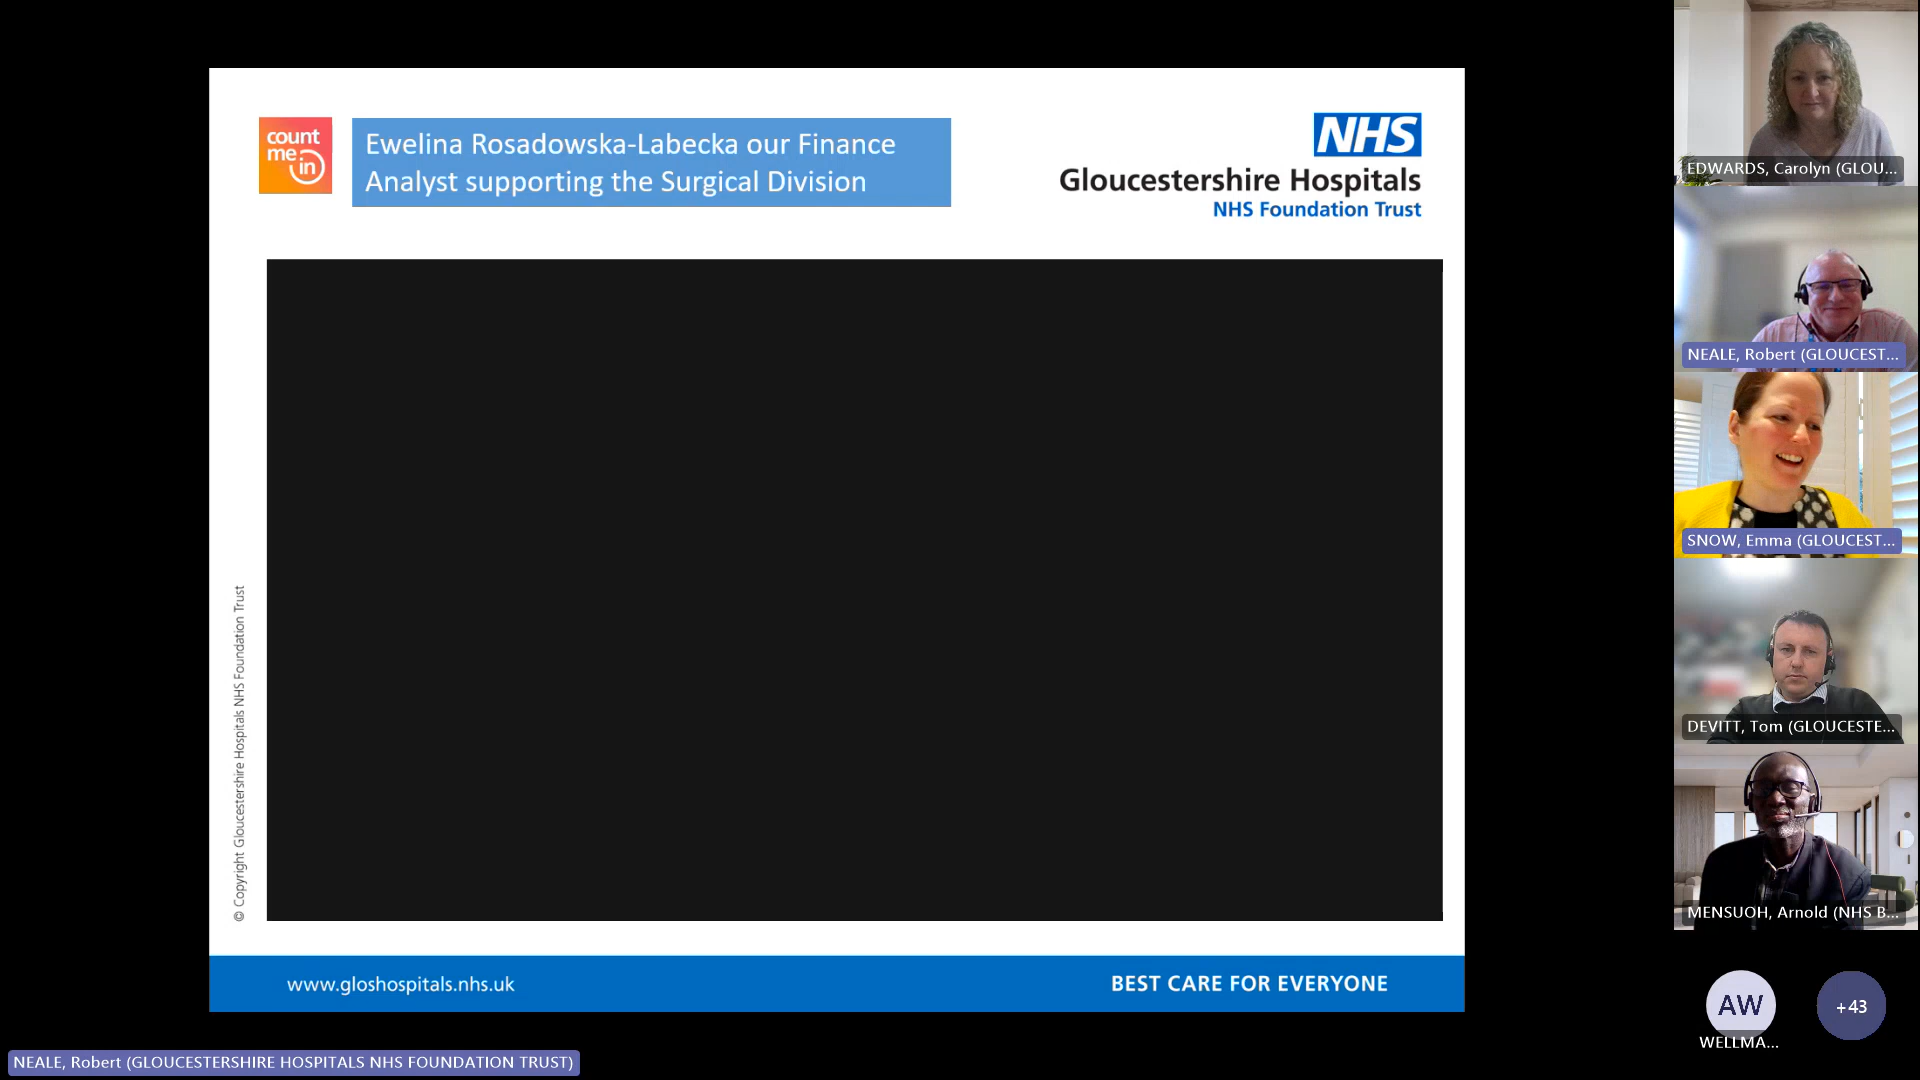 count
me in
Ewelina Rosadowska-Labecka our Finance
Analyst supporting the Surgical Division
NHS
Gloucestershire Hospitals
NHS Foundation Trust
© Copyright Gloucestershire Hospitals NHS Foundation Trust
www.gloshospitals.nhs.uk
BEST CARE FOR EVERYONE
NEALE, Robert (GLOUCESTERSHIRE HOSPITALS NHS FOUNDATION TRUST)
EDWARDS, Carolyn (GLOU...
NEALE, Robert (GLOUCEST...
SNOW, Emma (GLOUCEST...
DEVITT, Tom (GLOUCESTE...
MENSUOH, Arnold (NHS B...
AW
WELLMA...
+43